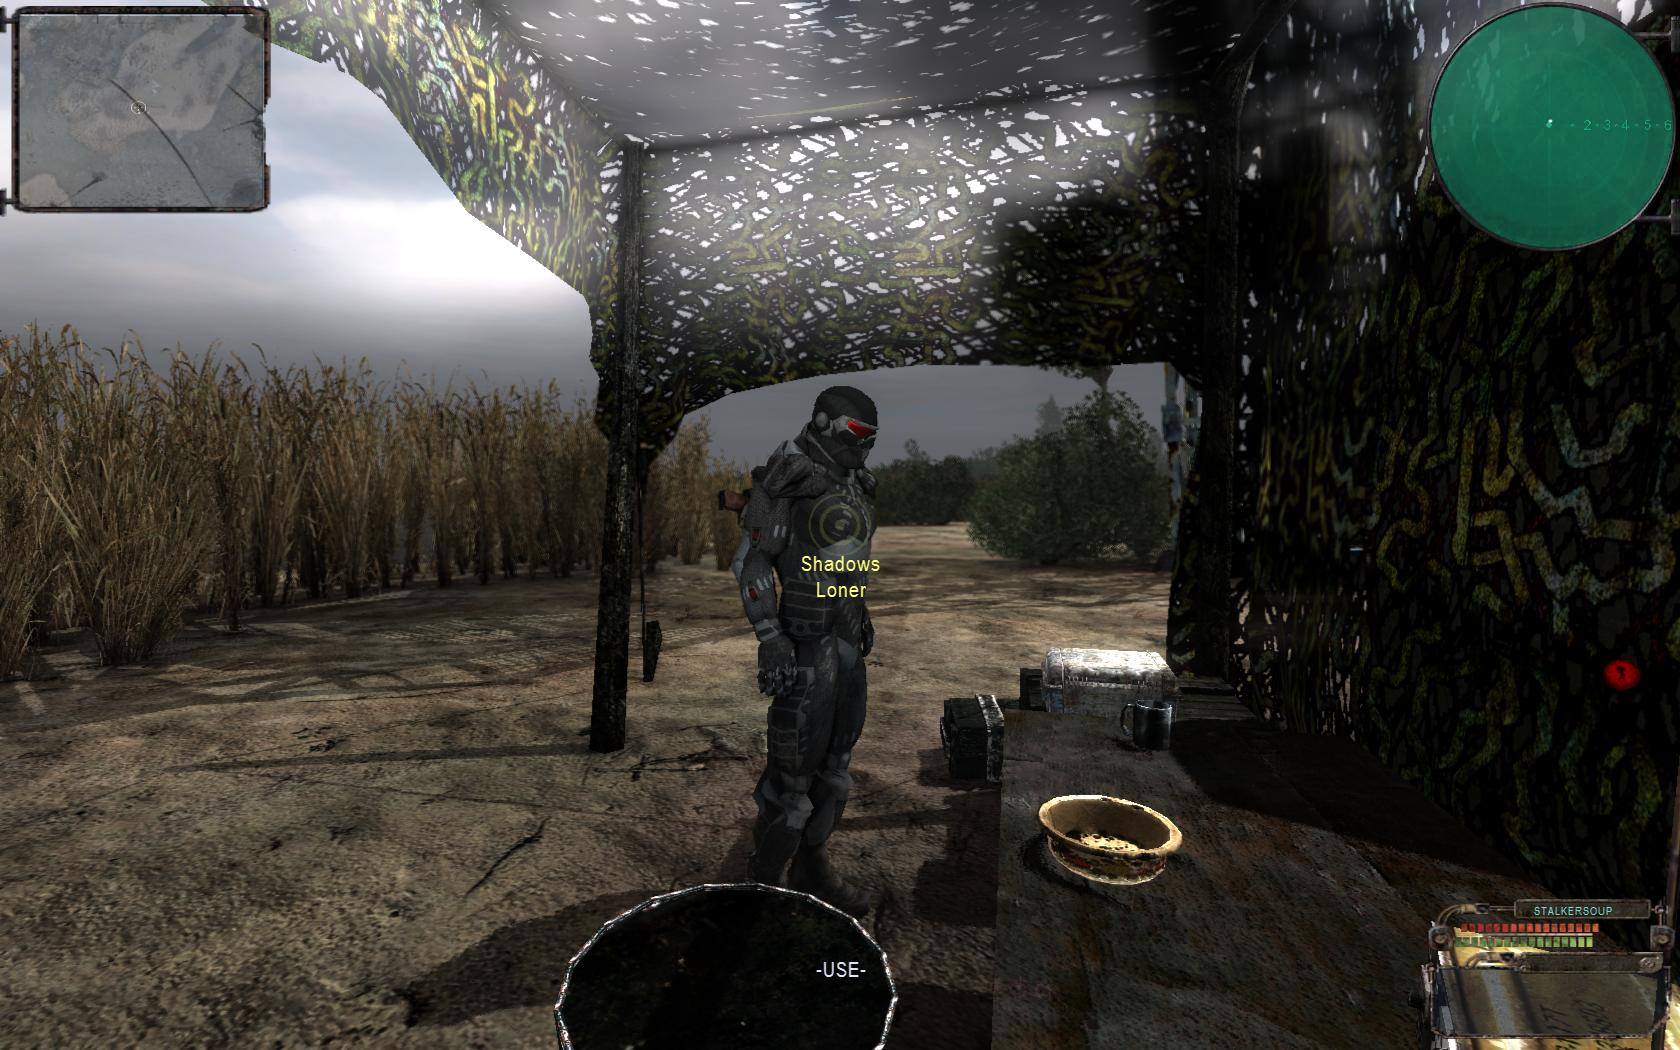 2-3-4-5-6
Shadows
Loner
-USE-
STALKERSOUP